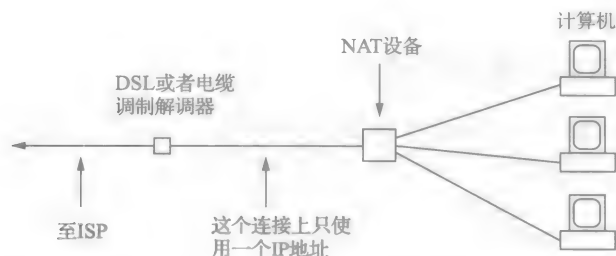 计算机
NAT设备
DSL或者电缆
调制解调器
至ISP
这个连接上只使
用一个IP地址